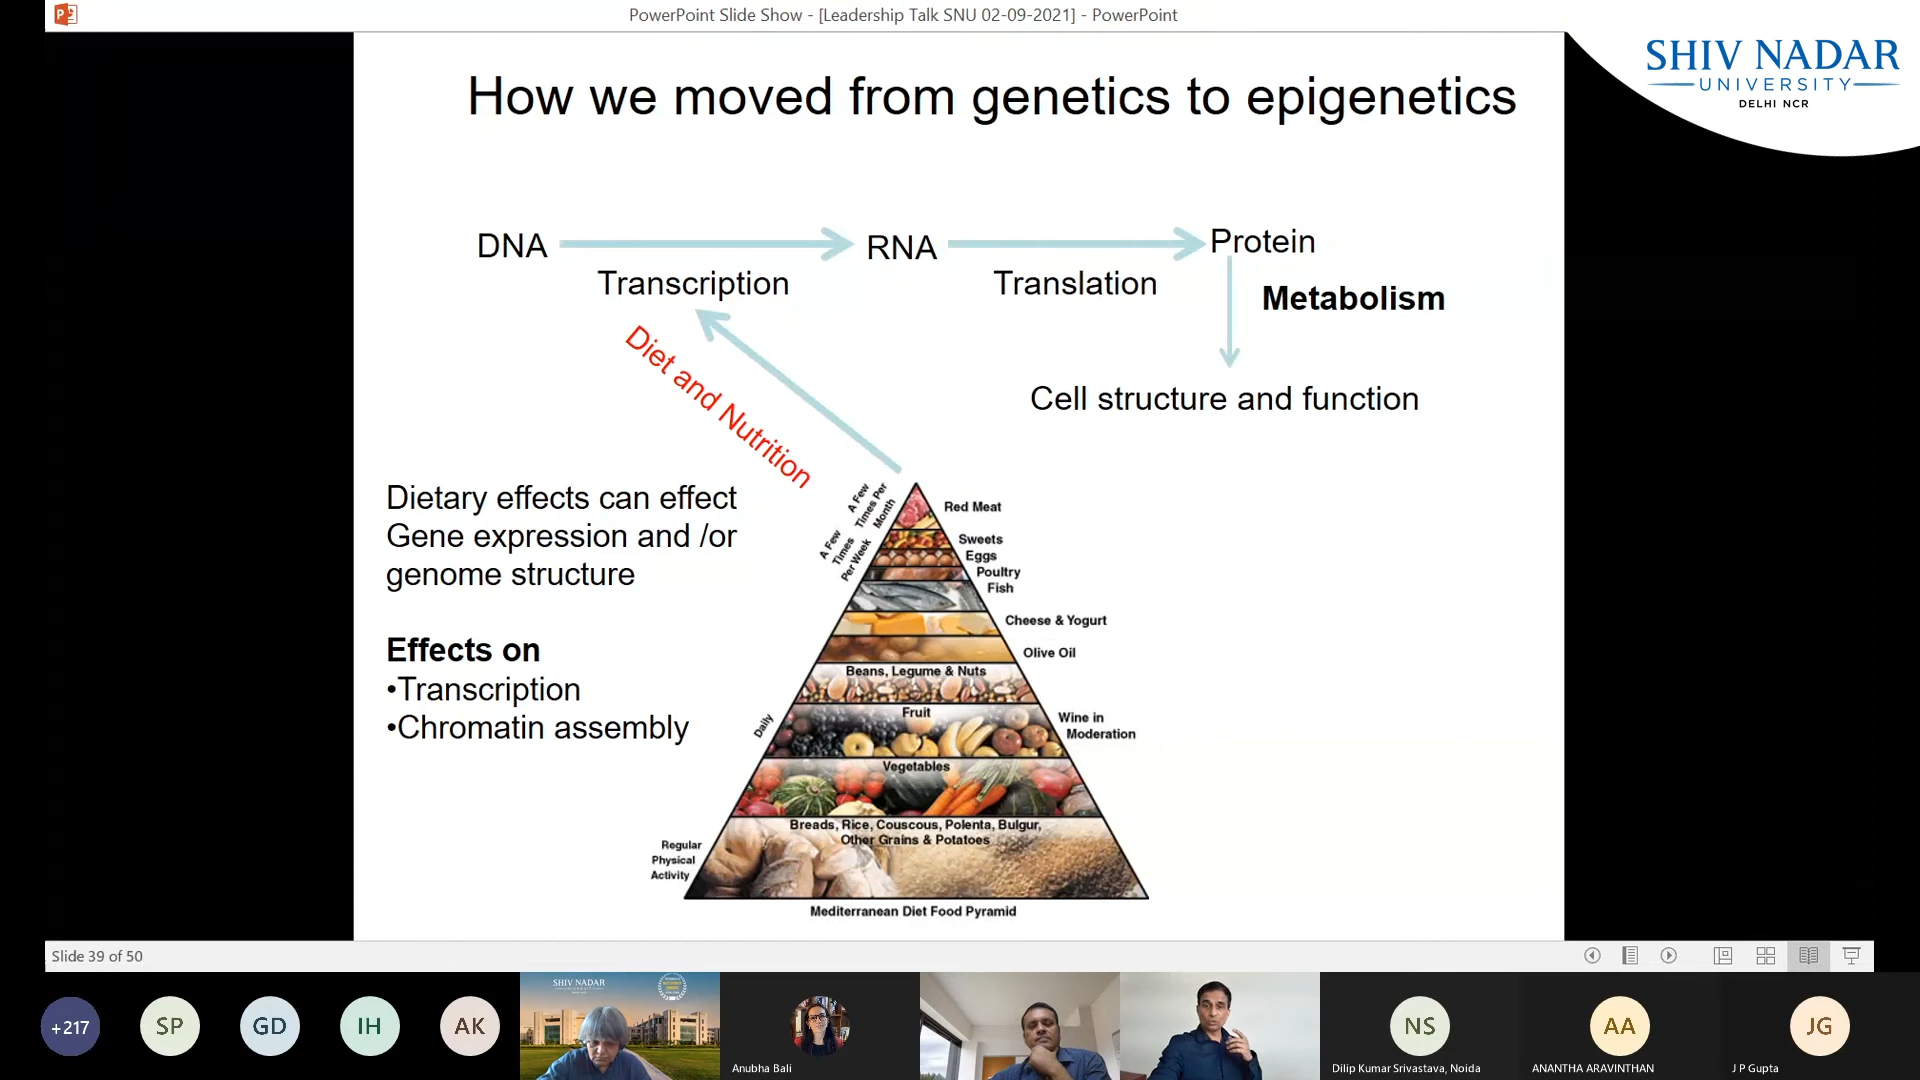 PowerPoint Slide Show - [Leadership Talk SNU 02-09-2021] - PowerPoint
SHIV NADAR
UNIVERSITY
DELHI NCR
How we moved from genetics to epigenetics
DNA
RNA
Protein
Transcription
Translation
Metabolism
Diet and Nutrition
Cell structure and function
Dietary effects can effect
Gene expression and /or
genome structure
Effects on
•Transcription
•Chromatin assembly
A Few
Times Per
Month
A Few
Times
Per Week
Daily
Regular
Physical
Activity
Red Meat
Sweets
Eggs
Poultry
Fish
Cheese & Yogurt
Olive Oil
Beans, Legume & Nuts
Fruit
Wine in
Moderation
Vegetables
Breads, Rice, Couscous, Polenta, Bulgur,
Other Grains & Potatoes
Mediterranean Diet Food Pyramid
Slide 39 of 50
+217
SP
GD
IH
AK
SHIV NADAR
Anubha Bali
NS
Dilip Kumar Srivastava, Noida
AA
ANANTHA ARAVINTHAN
JG
J P Gupta